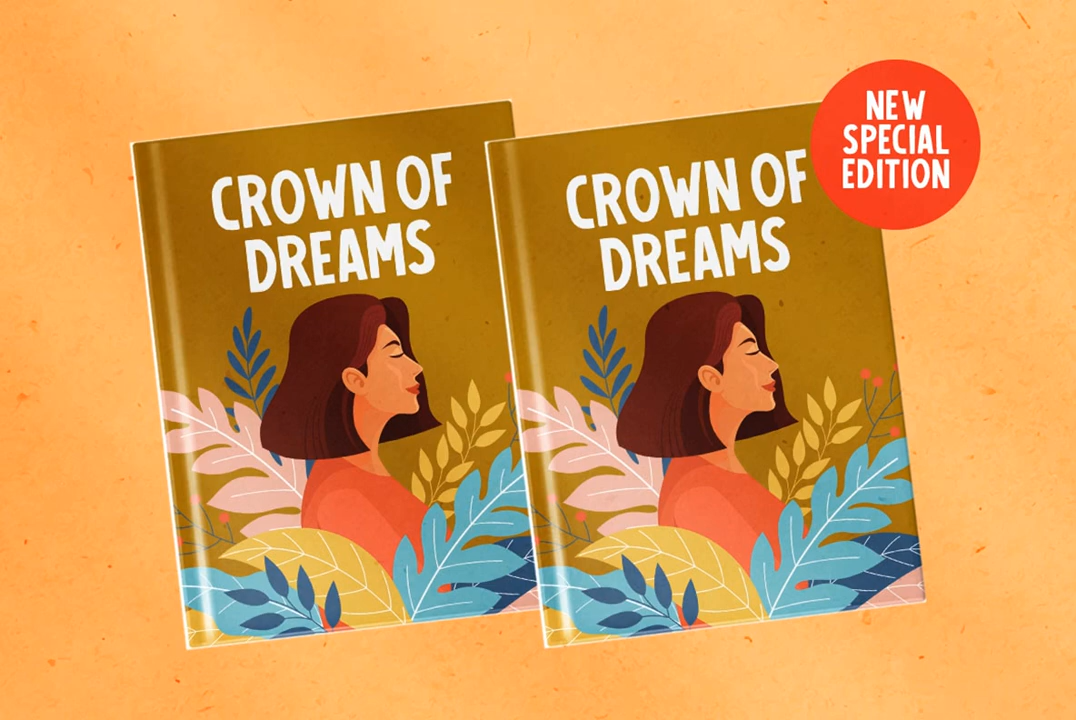 CROWN OF
DREAMS
CROWN OF
DREAMS
NEW
SPECIAL
EDITION